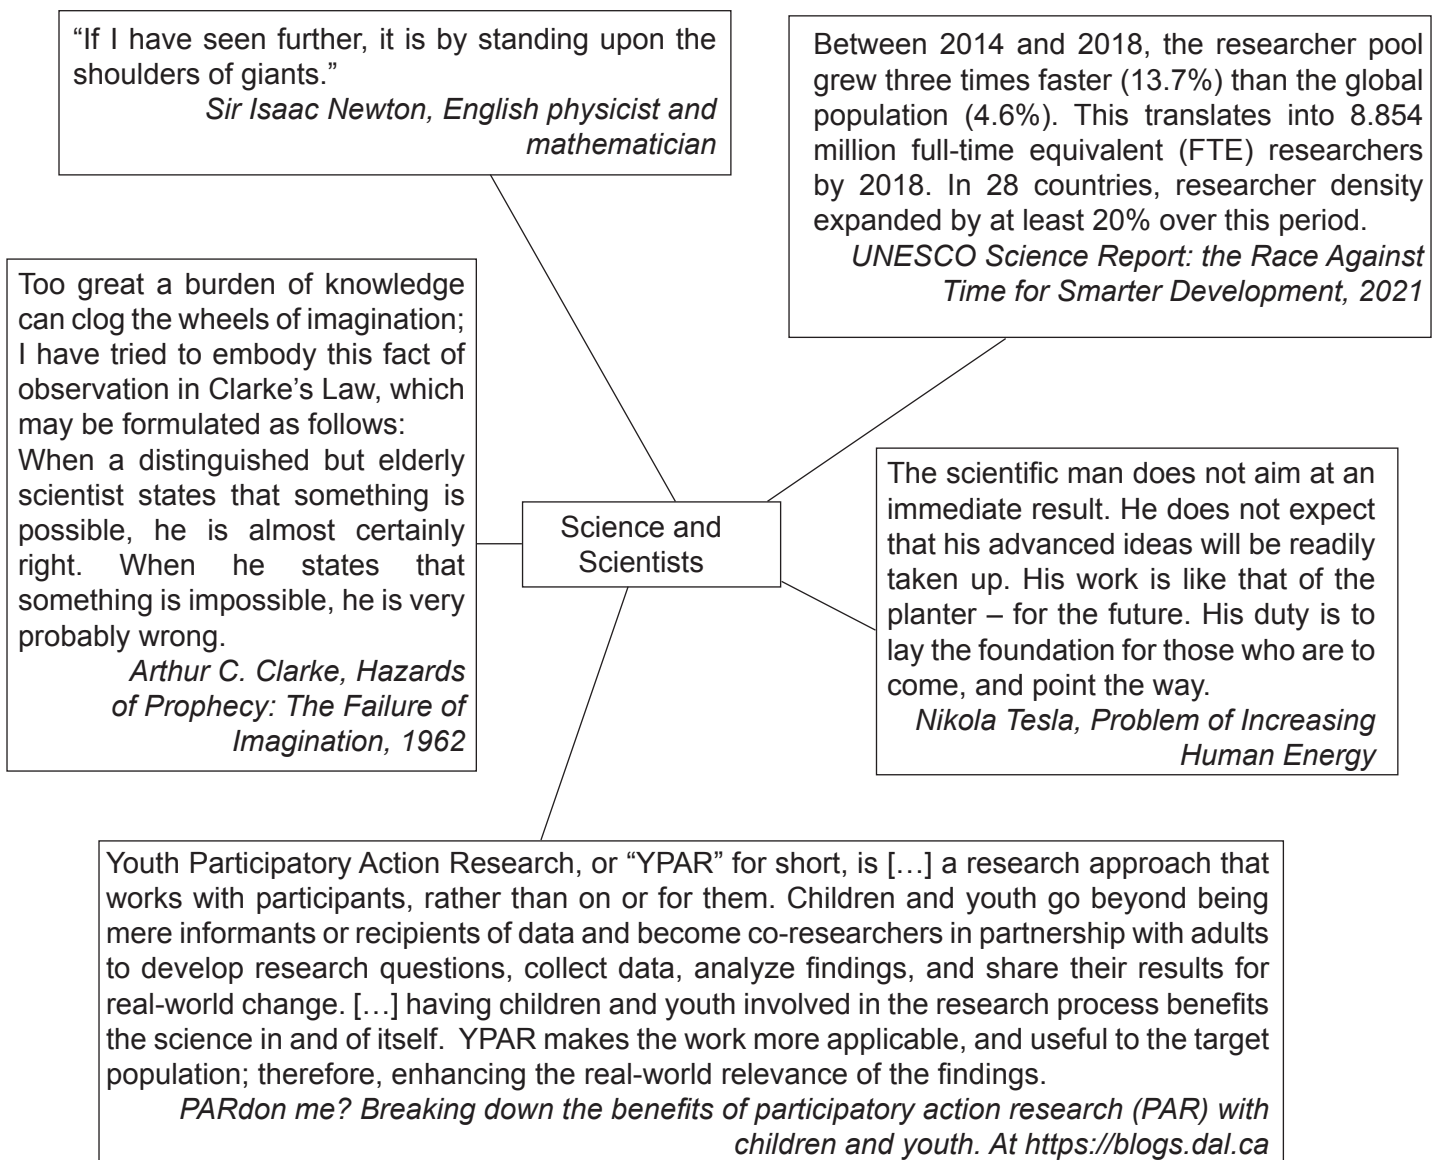 “If I have seen further, it is by standing upon the
shoulders of giants.”
Sir Isaac Newton, English physicist and
mathematician
Between 2014 and 2018, the researcher pool
grew three times faster (13.7%) than the global
population (4.6%). This translates into 8.854
million full-time equivalent (FTE) researchers
by 2018. In 28 countries, researcher density
expanded by at least 20% over this period.
UNESCO Science Report: the Race Against
Time for Smarter Development, 2021
Too great a burden of knowledge
can clog the wheels of imagination;
I have tried to embody this fact of
observation in Clarke’s Law, which
may be formulated as follows:
When a distinguished but elderly
scientist states that something is
possible, he is almost certainly
right. When he states that
something is impossible, he is very
probably wrong.
Arthur C. Clarke, Hazards
of Prophecy: The Failure of
Imagination, 1962
Science and
Scientists
The scientific man does not aim at an
immediate result. He does not expect
that his advanced ideas will be readily
taken up. His work is like that of the
planter – for the future. His duty is to
lay the foundation for those who are to
come, and point the way.
Nikola Tesla, Problem of Increasing
Human Energy
Youth Participatory Action Research, or “YPAR” for short, is […] a research approach that
works with participants, rather than on or for them. Children and youth go beyond being
mere informants or recipients of data and become co-researchers in partnership with adults
to develop research questions, collect data, analyze findings, and share their results for
real-world change. […] having children and youth involved in the research process benefits
the science in and of itself. YPAR makes the work more applicable, and useful to the target
population; therefore, enhancing the real-world relevance of the findings.
PARdon me? Breaking down the benefits of participatory action research (PAR) with
children and youth. At https://blogs.dal.ca